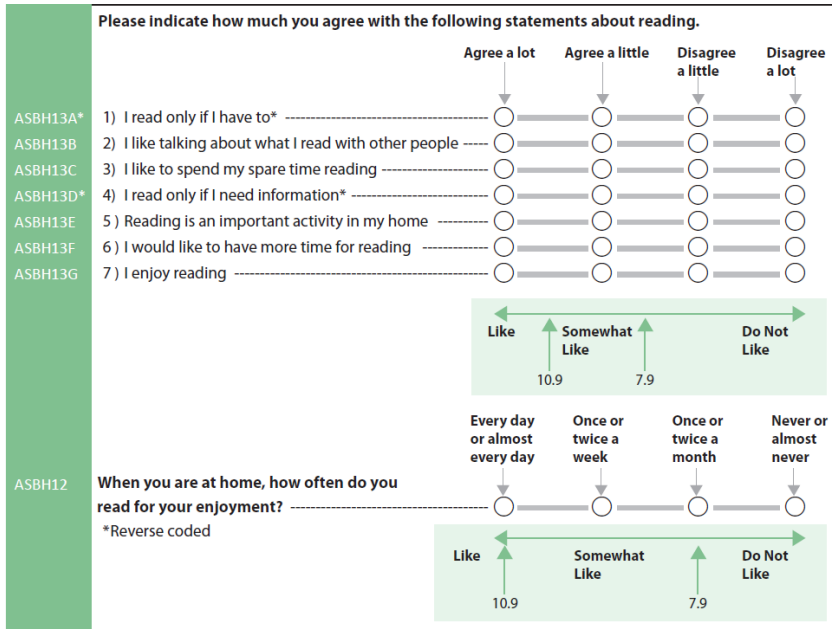 Please indicate how much you agree with the following statements about reading.
Agree a lot Agree a little Disagree a little Disagree a lot
ASBH13A* 1) I read only if I have to*
ASBH13B 2) I like talking about what I read with other people
ASBH13C 3) I like to spend my spare time reading
ASBH13D* 4) I read only if I need information*
ASBH13E 5 ) Reading is an important activity in my home
ASBH13F 6 ) I would like to have more time for reading
ASBH13G 7 ) I enjoy reading
Like Somewhat Like Do Not Like
10.9 7.9
Every day or almost every day Once or twice a week Once or twice a month Never or almost never
ASBH12 When you are at home, how often do you
read for your enjoyment?
*Reverse coded
Like Somewhat Like Do Not Like
10.9 7.9